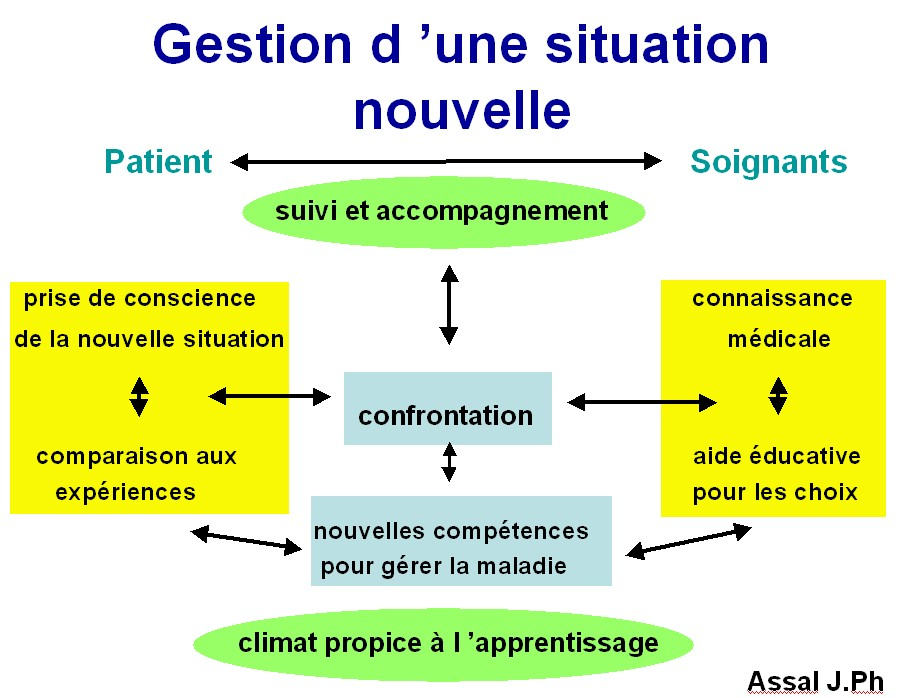 Gestion d ’une situation
nouvelle
Patient
Soignants
suivi et accompagnement
prise de conscience
de la nouvelle situation
comparaison aux
expériences
connaissance
médicale
aide éducative
pour les choix
confrontation
nouvelles compétences
pour gérer la maladie
climat propice à l ’apprentissage
Assal J.Ph